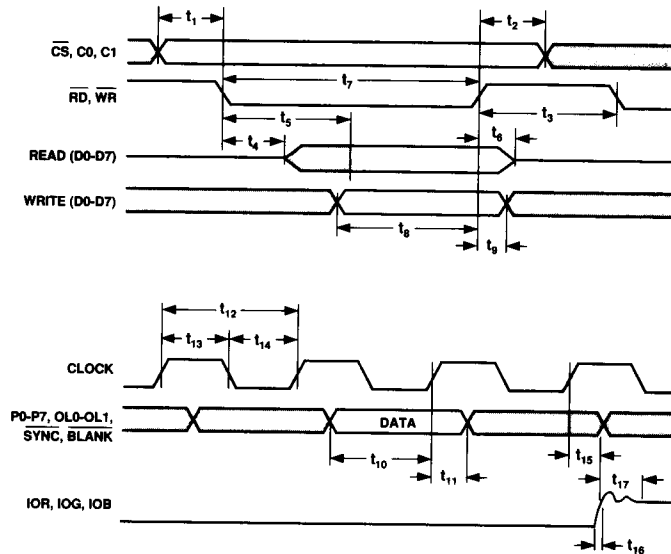 t1
t2
CS, C0, C1
t7
RD, WR
t3
t5
t4
t6
READ (D0-D7)
WRITE (D0-D7)
t8
t9
t12
t13
t14
CLOCK
P0-P7, OL0-OL1,
SYNC, BLANK
DATA
t10
t11
t15
t17
IOR, IOG, IOB
t16